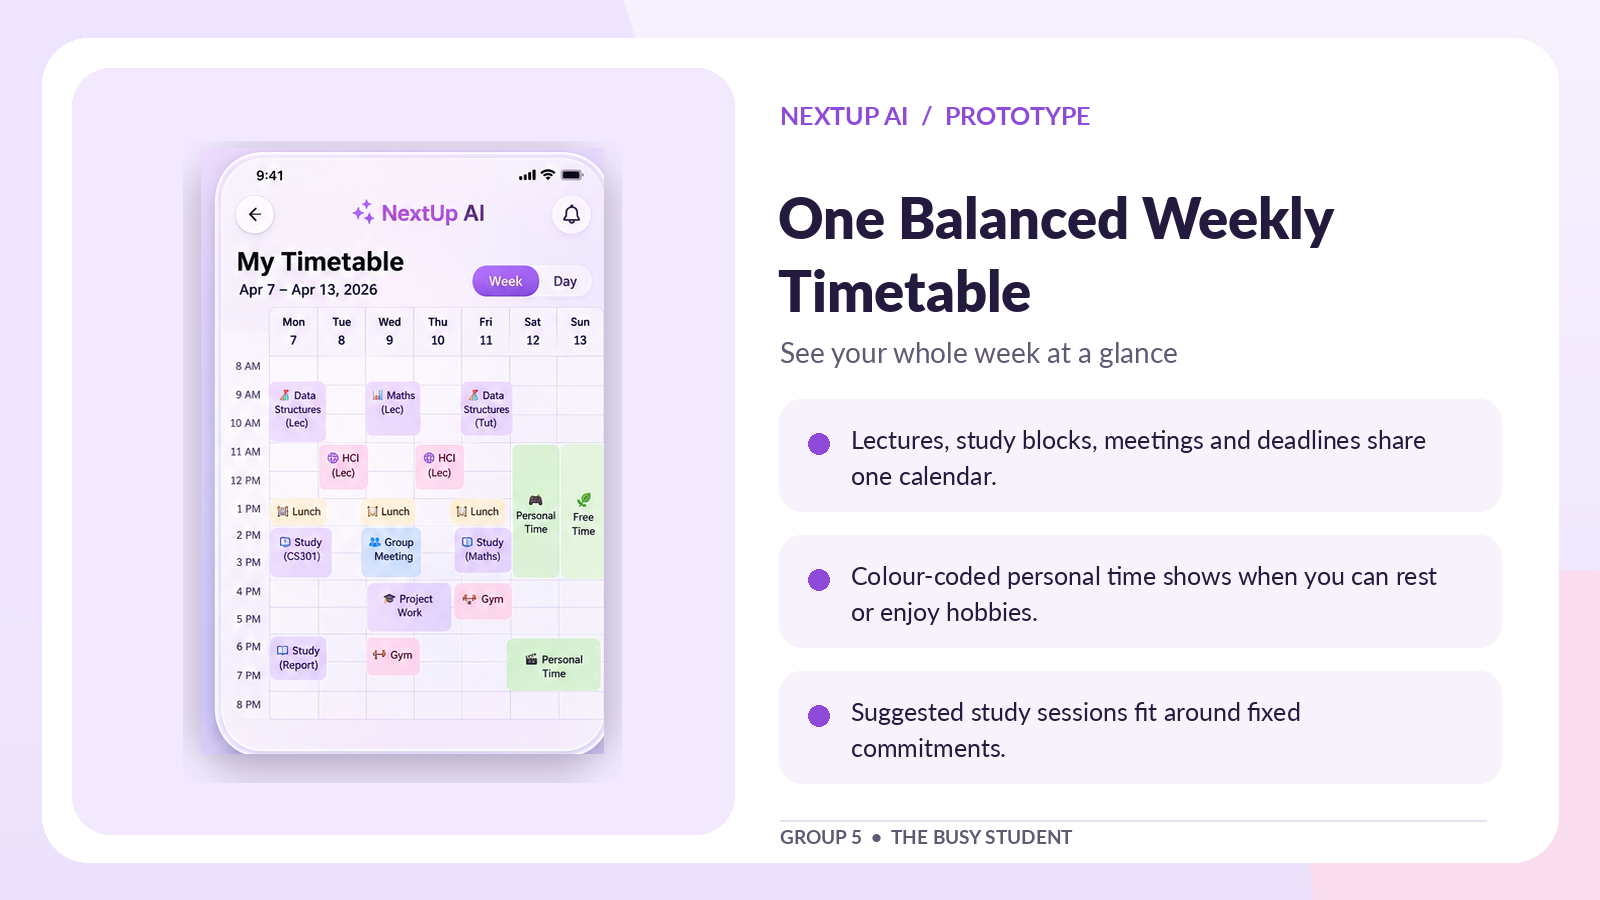 9:41
NextUp AI
My Timetable
Apr 7 – Apr 13, 2026
Week Day
Mon Tue Wed Thu Fri Sat Sun
7 8 9 10 11 12 13
8 AM
9 AM
Data Structures (Lec)
Maths (Lec)
Data Structures (Tut)
10 AM
11 AM
HCI (Lec)
HCI (Lec)
12 PM
Personal Time
Free Time
1 PM
Lunch
Lunch
Lunch
2 PM
Study (CS301)
Group Meeting
Study (Maths)
3 PM
4 PM
Project Work
Gym
5 PM
6 PM
Study (Report)
Gym
Personal Time
7 PM
8 PM
NEXTUP AI / PROTOTYPE
One Balanced Weekly
Timetable
See your whole week at a glance
Lectures, study blocks, meetings and deadlines share
one calendar.
Colour-coded personal time shows when you can rest
or enjoy hobbies.
Suggested study sessions fit around fixed
commitments.
GROUP 5 • THE BUSY STUDENT